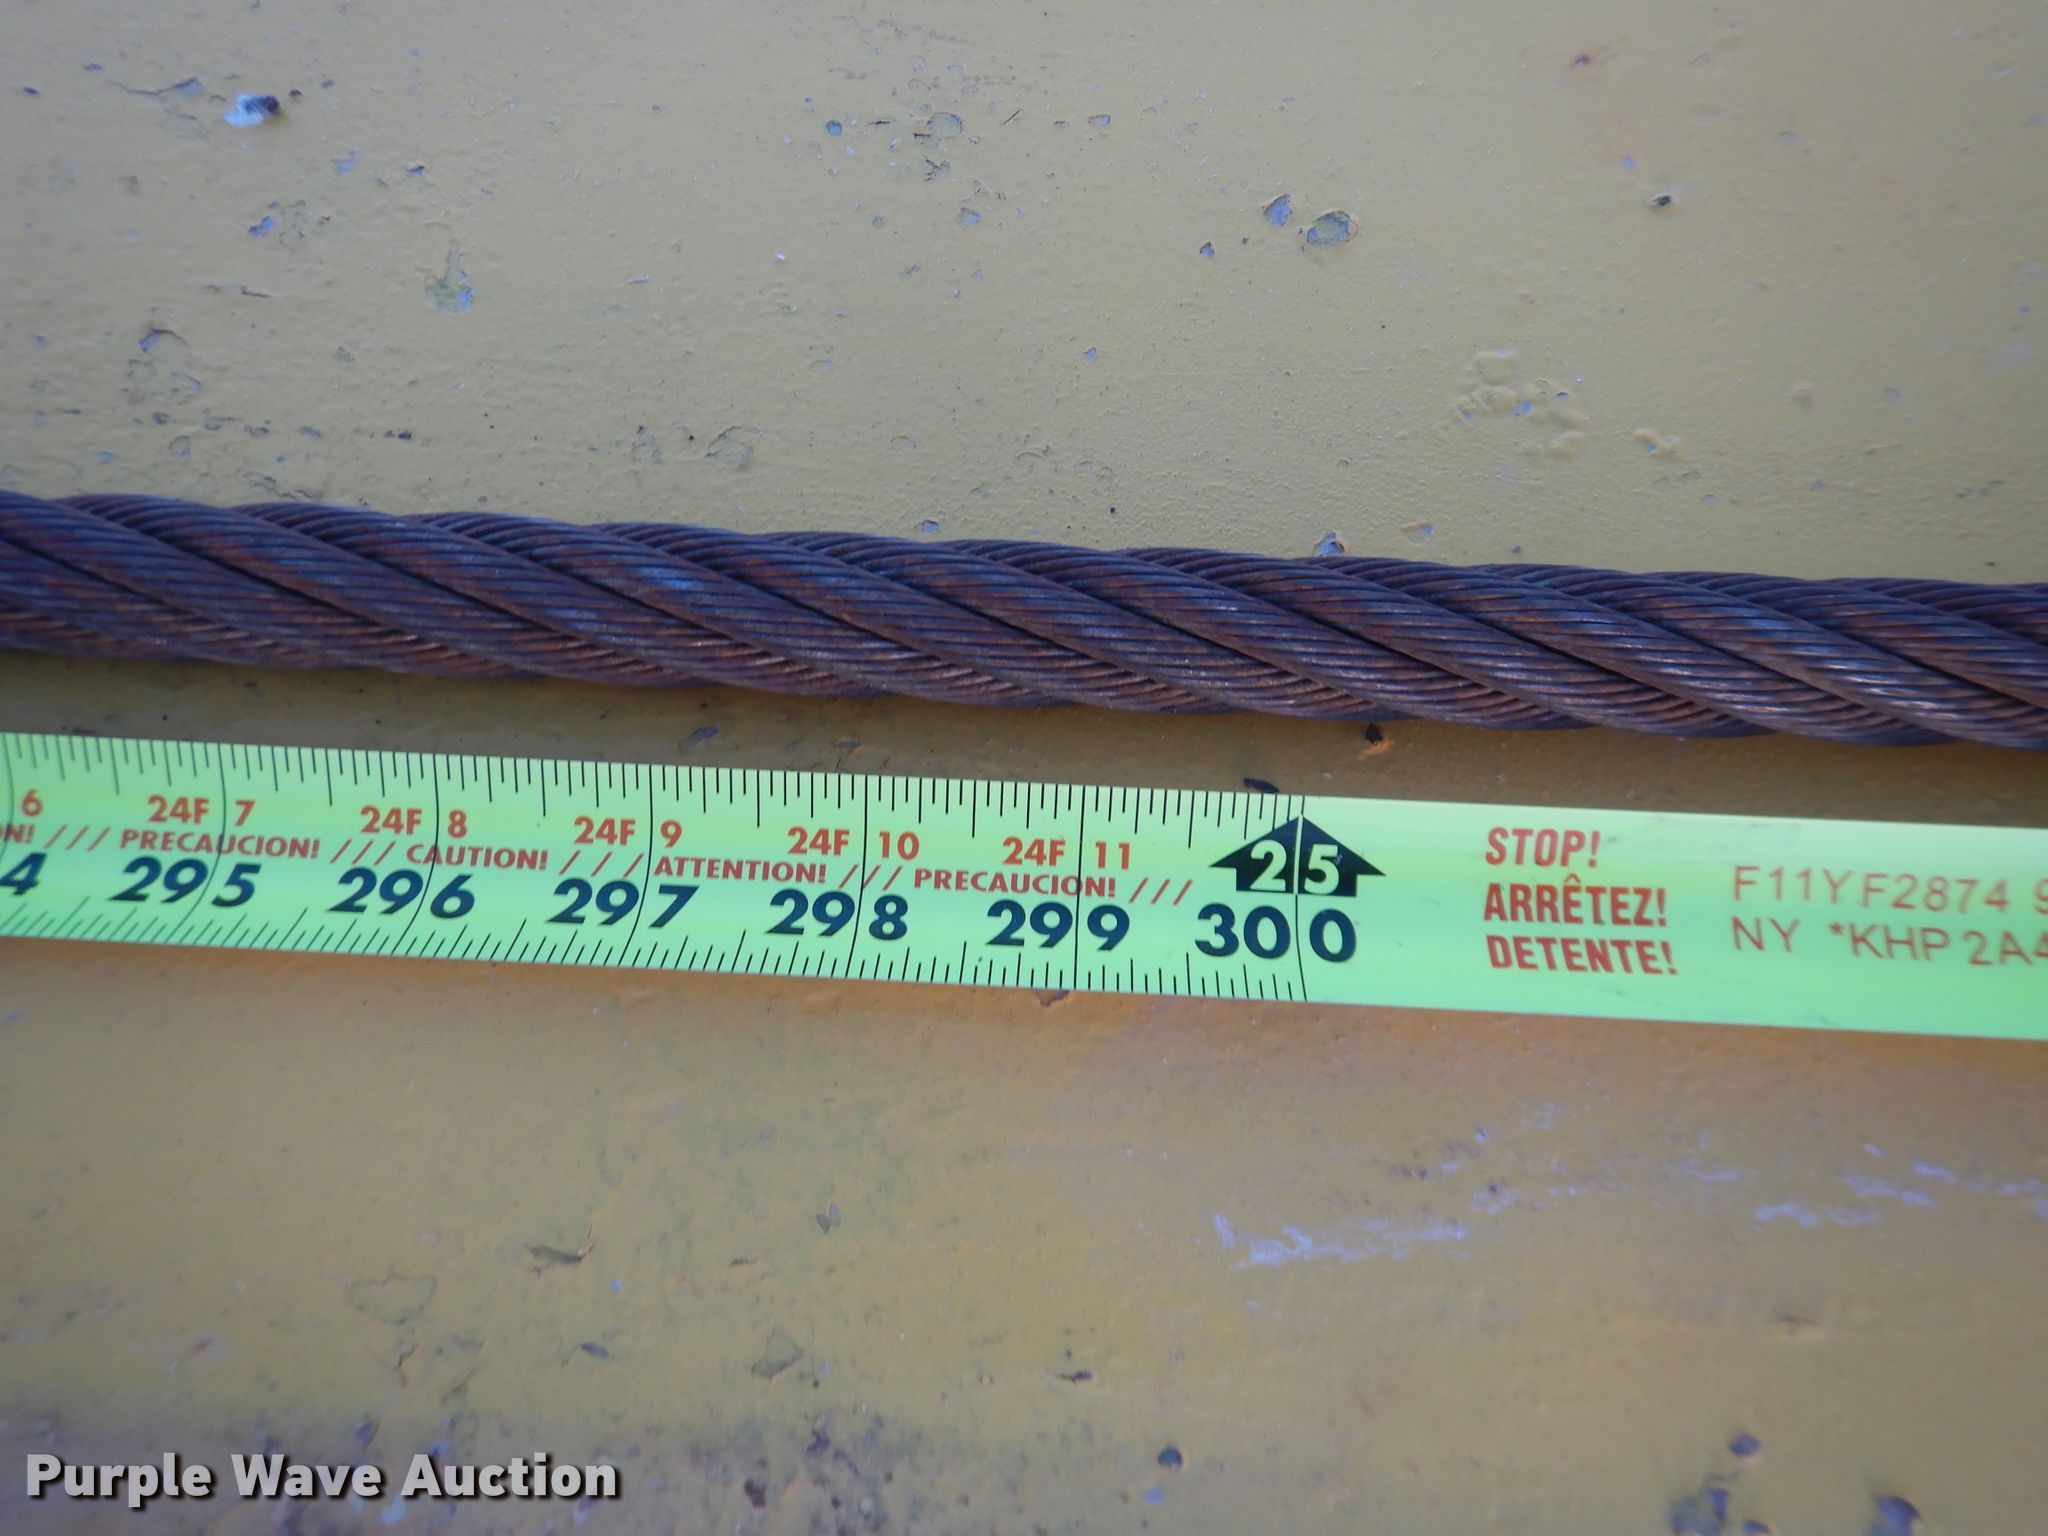 6 24F 7 24F 8 24F 9 24F 10 24F 11
/// PRECAUCION! /// CAUTION! /// ATTENTION! /// PRECAUCION! ///
4 295 296 297 298 299 300
25
STOP!
ARRÊTEZ!
DETENTE!
F11YF2874
NY *KHP 2A4
Purple Wave Auction